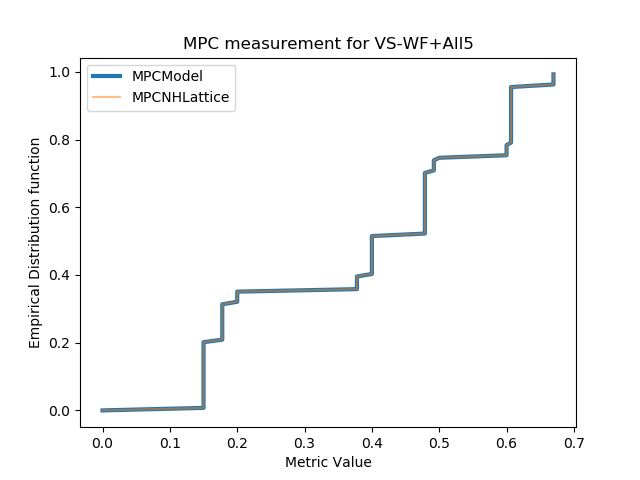 MPC measurement for VS-WF+All5
MPCModel
MPCNHLattice
Empirical Distribution function
1.0
0.8
0.6
0.4
0.2
0.0
0.0 0.1 0.2 0.3 0.4 0.5 0.6 0.7
Metric Value